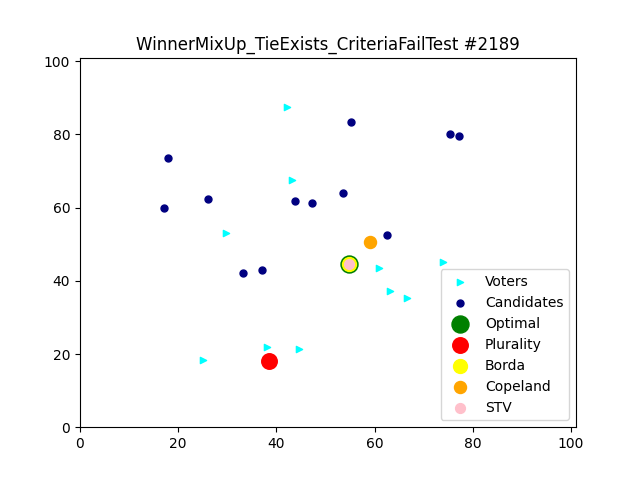 WinnerMixUp_TieExists_CriteriaFailTest #2189
100
80
60
40
20
0
0 20 40 60 80 100
Voters
Candidates
Optimal
Plurality
Borda
Copeland
STV